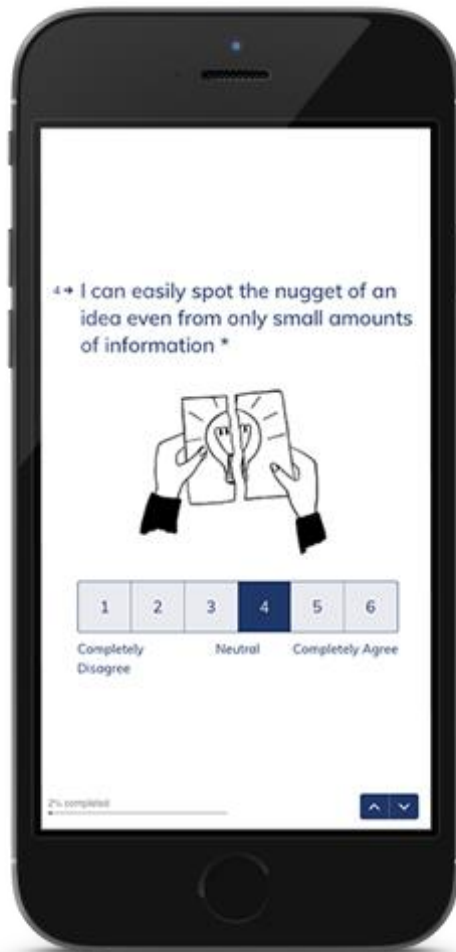 4→ I can easily spot the nugget of an
idea even from only small amounts
of information *
1 2 3 4 5 6
Completely Disagree
Neutral
Completely Agree
2% completed